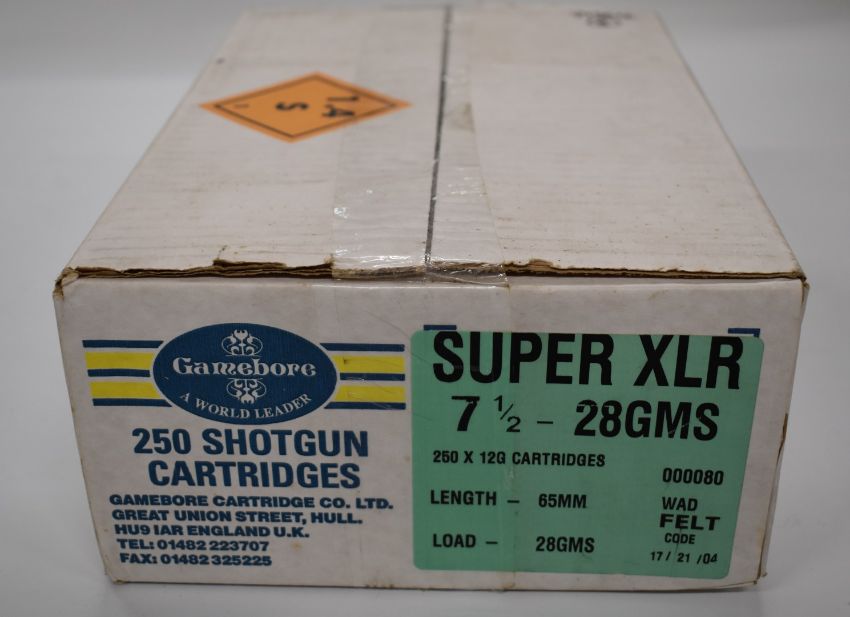 1.4
S
1
Gamebore
A WORLD LEADER
250 SHOTGUN
CARTRIDGES
GAMEBORE CARTRIDGE CO. LTD.
GREAT UNION STREET, HULL.
HU9 IAR ENGLAND U.K.
TEL: 01482 223707
FAX: 01482 325225
SUPER XLR
7 ½ - 28GMS
250 X 12G CARTRIDGES
000080
LENGTH - 65MM
WAD
FELT
LOAD - 28GMS
CODE
17/ 21 /04